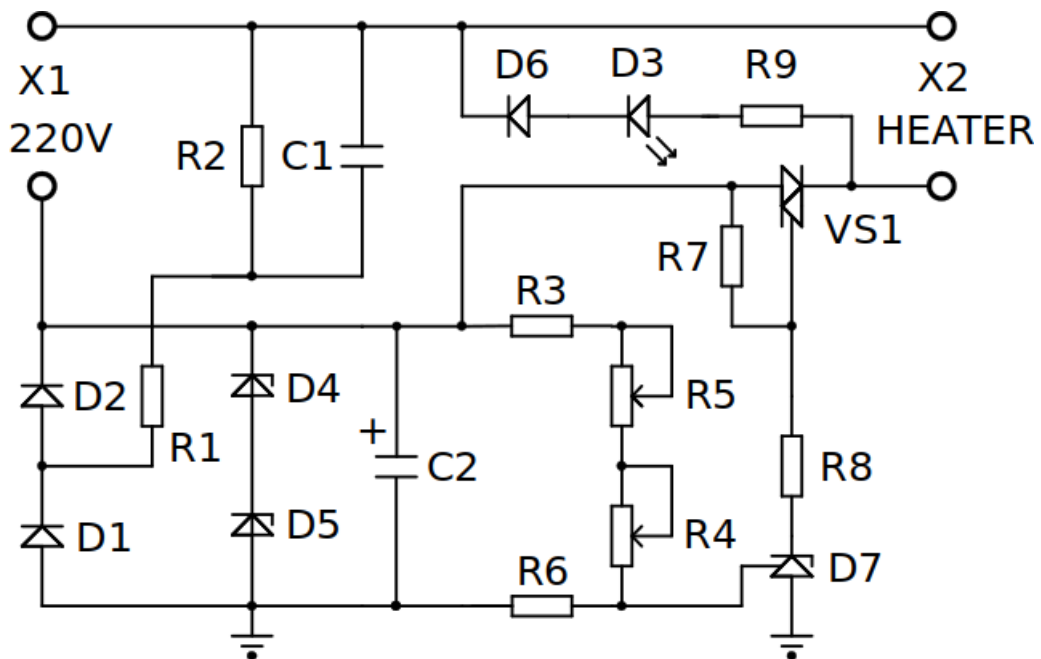 D6
D3
R9
X1
X2
220V
HEATER
R2
C1
VS1
R7
R3
D4
D2
R5
+
R1
C2
R8
D5
D1
R4
R6
D7